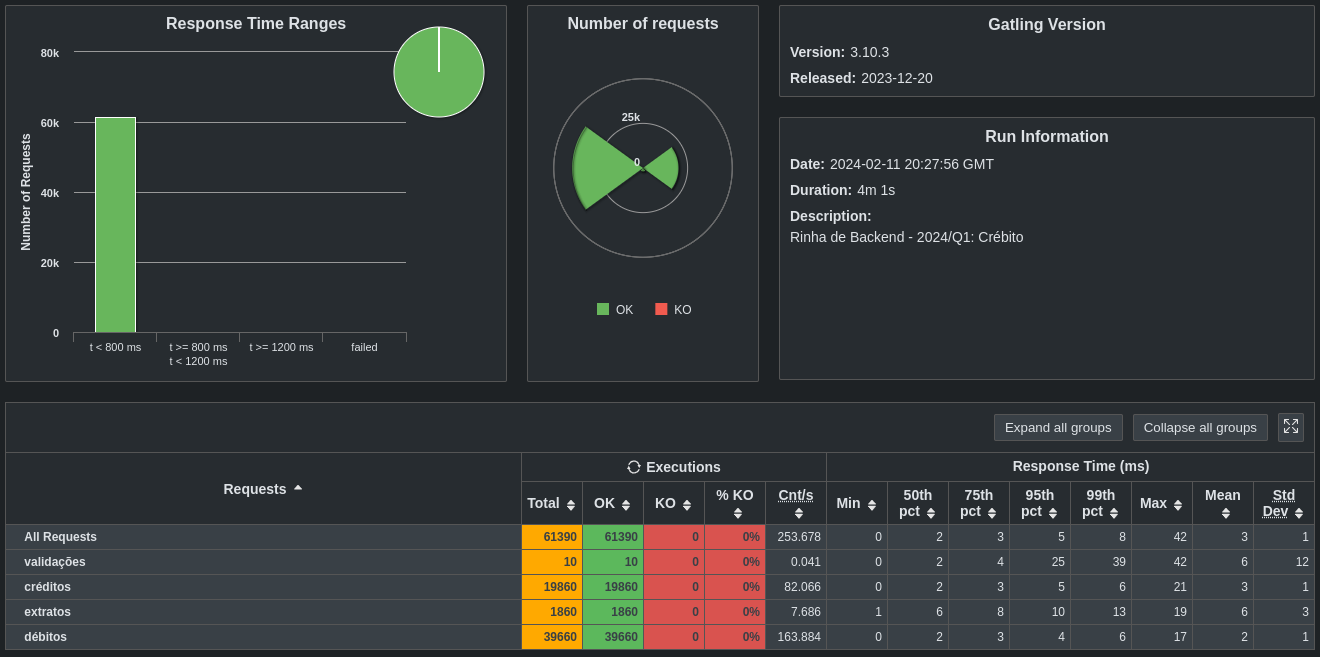 Response Time Ranges
80k
60k
40k
20k
0
Number of Requests
t < 800 ms
t >= 800 ms
t < 1200 ms
t >= 1200 ms
failed
Number of requests
25k
0
OK
KO
Gatling Version
Version: 3.10.3
Released: 2023-12-20
Run Information
Date: 2024-02-11 20:27:56 GMT
Duration: 4m 1s
Description:
Rinha de Backend - 2024/Q1: Crébito
Expand all groups Collapse all groups
Requests Executions Response Time (ms)
Total OK KO % KO Cnt/s Min 50th pct 75th pct 95th pct 99th pct Max Mean Std Dev
All Requests 61390 61390 0 0% 253.678 0 2 3 5 8 42 3 1
validações 10 10 0 0% 0.041 0 2 4 25 39 42 6 12
créditos 19860 19860 0 0% 82.066 0 2 3 5 6 21 3 1
extratos 1860 1860 0 0% 7.686 1 6 8 10 13 19 6 3
débitos 39660 39660 0 0% 163.884 0 2 3 4 6 17 2 1